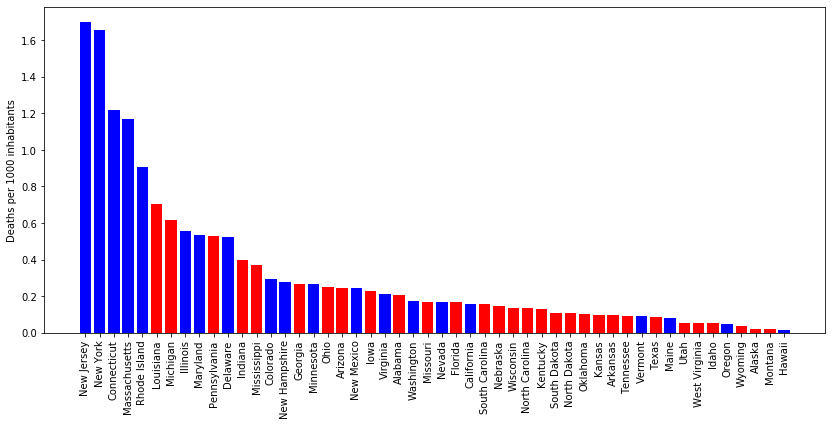 Deaths per 1000 inhabitants
1.6
1.4
1.2
1.0
0.8
0.6
0.4
0.2
0.0
New Jersey
New York
Connecticut
Massachusetts
Rhode Island
Louisiana
Michigan
Illinois
Maryland
Pennsylvania
Delaware
Indiana
Mississippi
Colorado
New Hampshire
Georgia
Minnesota
Ohio
Arizona
New Mexico
Iowa
Virginia
Alabama
Washington
Missouri
Nevada
Florida
California
South Carolina
Nebraska
Wisconsin
North Carolina
Kentucky
South Dakota
North Dakota
Oklahoma
Kansas
Arkansas
Tennessee
Vermont
Texas
Maine
Utah
West Virginia
Idaho
Oregon
Wyoming
Alaska
Montana
Hawaii